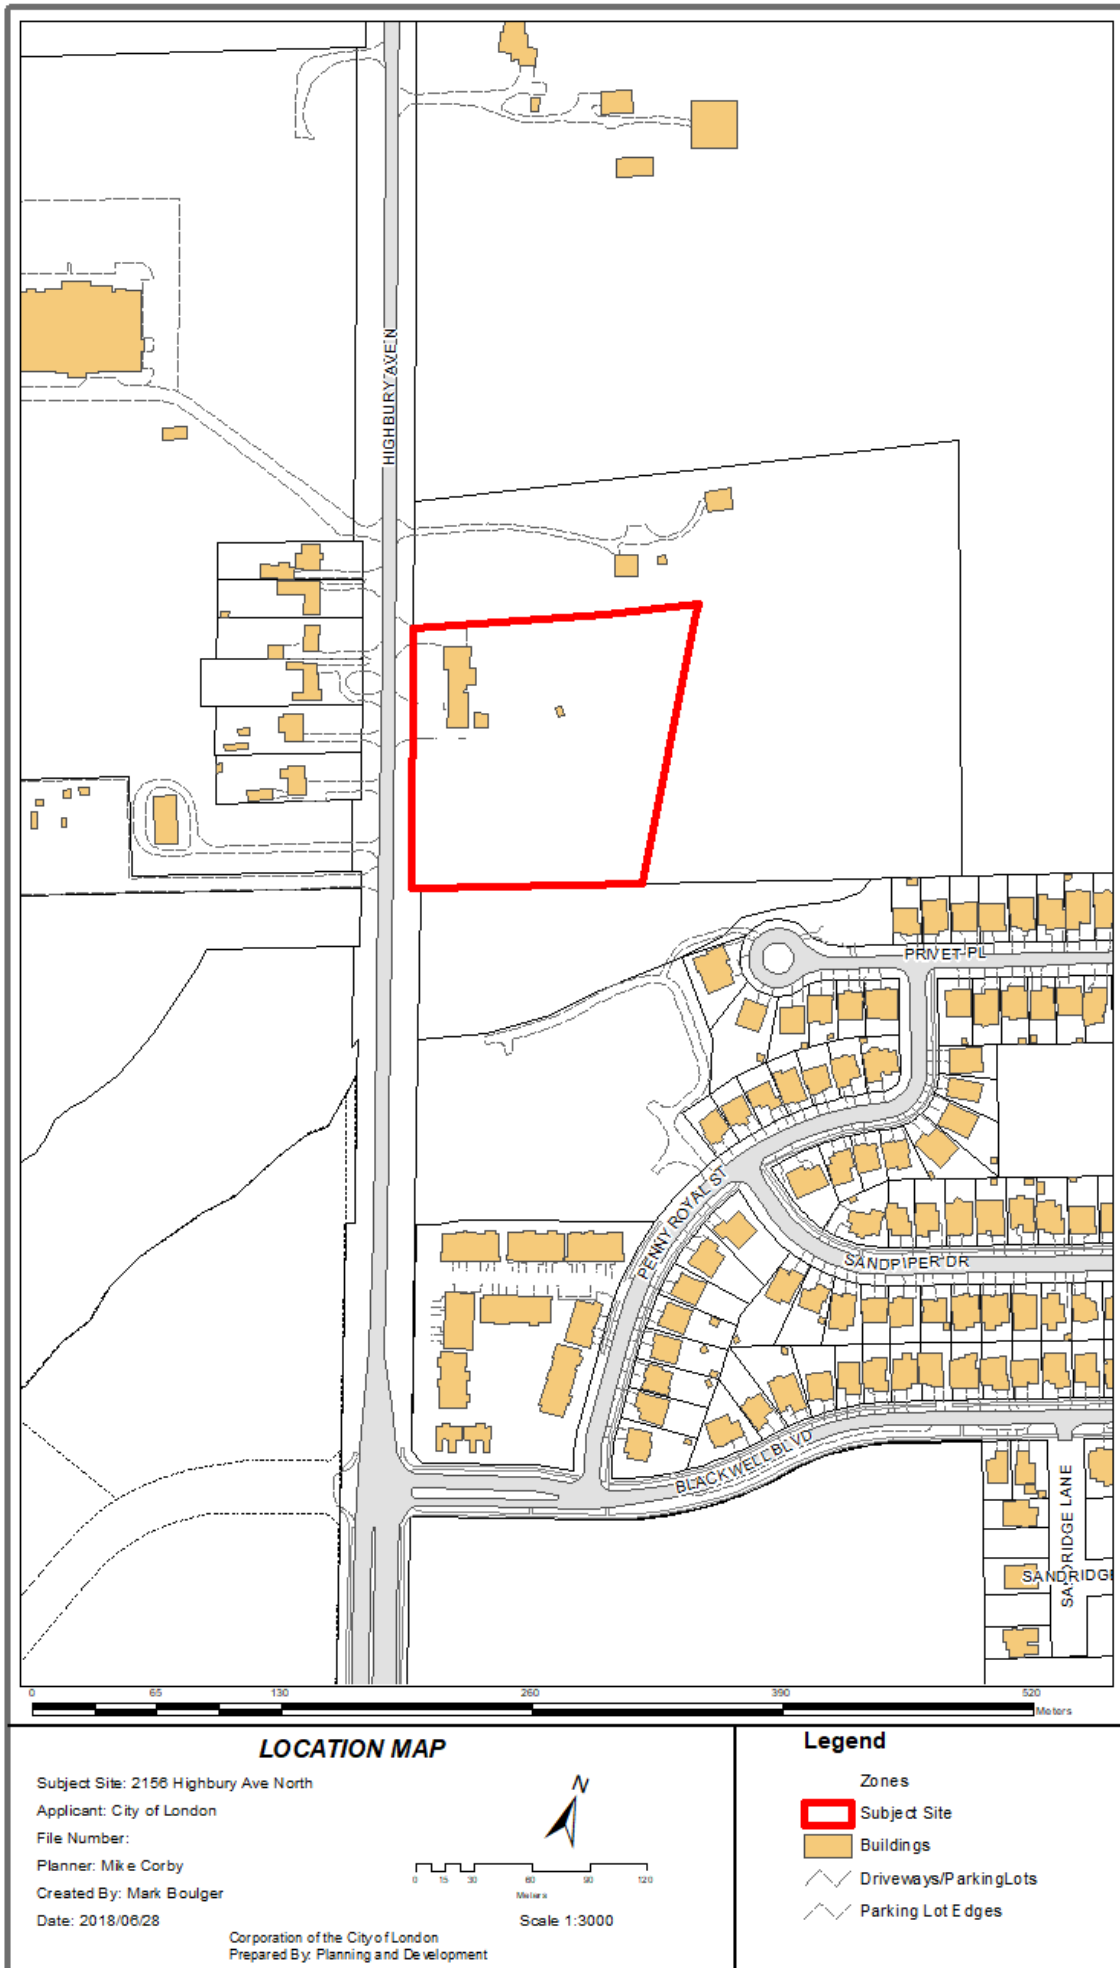 HIGHBURY AVE N
PRIVET PL
PENNY ROYAL ST
SANDPIPER DR
BLACKWELL BLVD
SANDRIDGE LANE
SANDRIDGE
0 65 130 260 390 520
Meters
LOCATION MAP
Subject Site: 2156 Highbury Ave North
Applicant: City of London
File Number:
Planner: Mike Corby
Created By: Mark Boulger
Date: 2018/06/28
N
0 15 30 60 90 120
Meters
Scale 1:3000
Corporation of the City of London
Prepared By: Planning and Development
Legend
Zones
Subject Site
Buildings
Driveways/ParkingLots
Parking Lot Edges